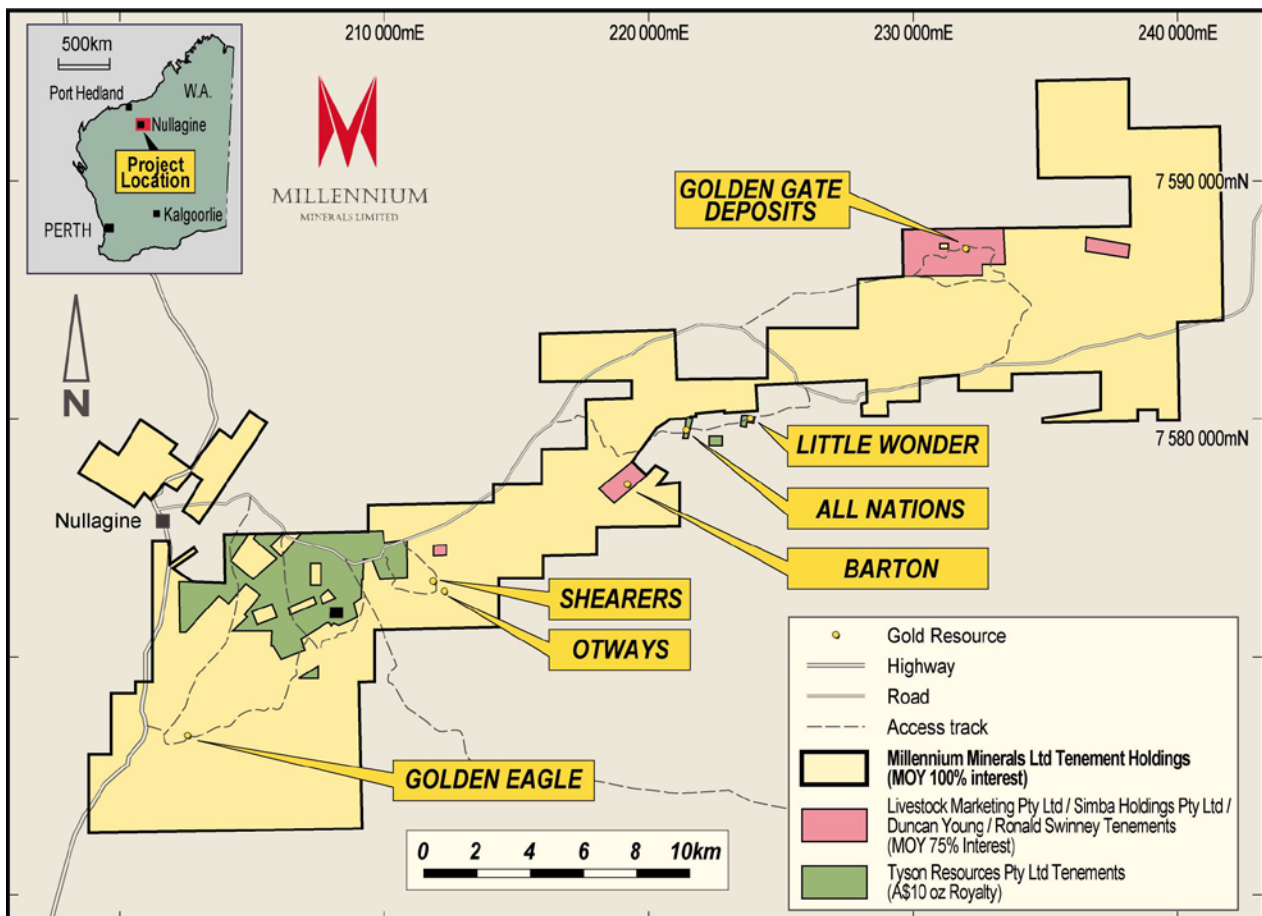 210 000mE
220 000mE
230 000mE
240 000mE
500km
Port Hedland
W.A.
Nullagine
Project
Location
Kalgoorlie
PERTH
MILLENNIUM
MINERALS LIMITED
GOLDEN GATE
DEPOSITS
7 590 000mN
N
7 580 000mN
LITTLE WONDER
Nullagine
ALL NATIONS
BARTON
SHEARERS
OTWAYS
GOLDEN EAGLE
0 2 4 6 8 10km
Gold Resource
Highway
Road
Access track
Millennium Minerals Ltd Tenement Holdings
(MOY 100% interest)
Livestock Marketing Pty Ltd / Simba Holdings Pty Ltd /
Duncan Young / Ronald Swinney Tenements
(MOY 75% Interest)
Tyson Resources Pty Ltd Tenements
(A$10 oz Royalty)